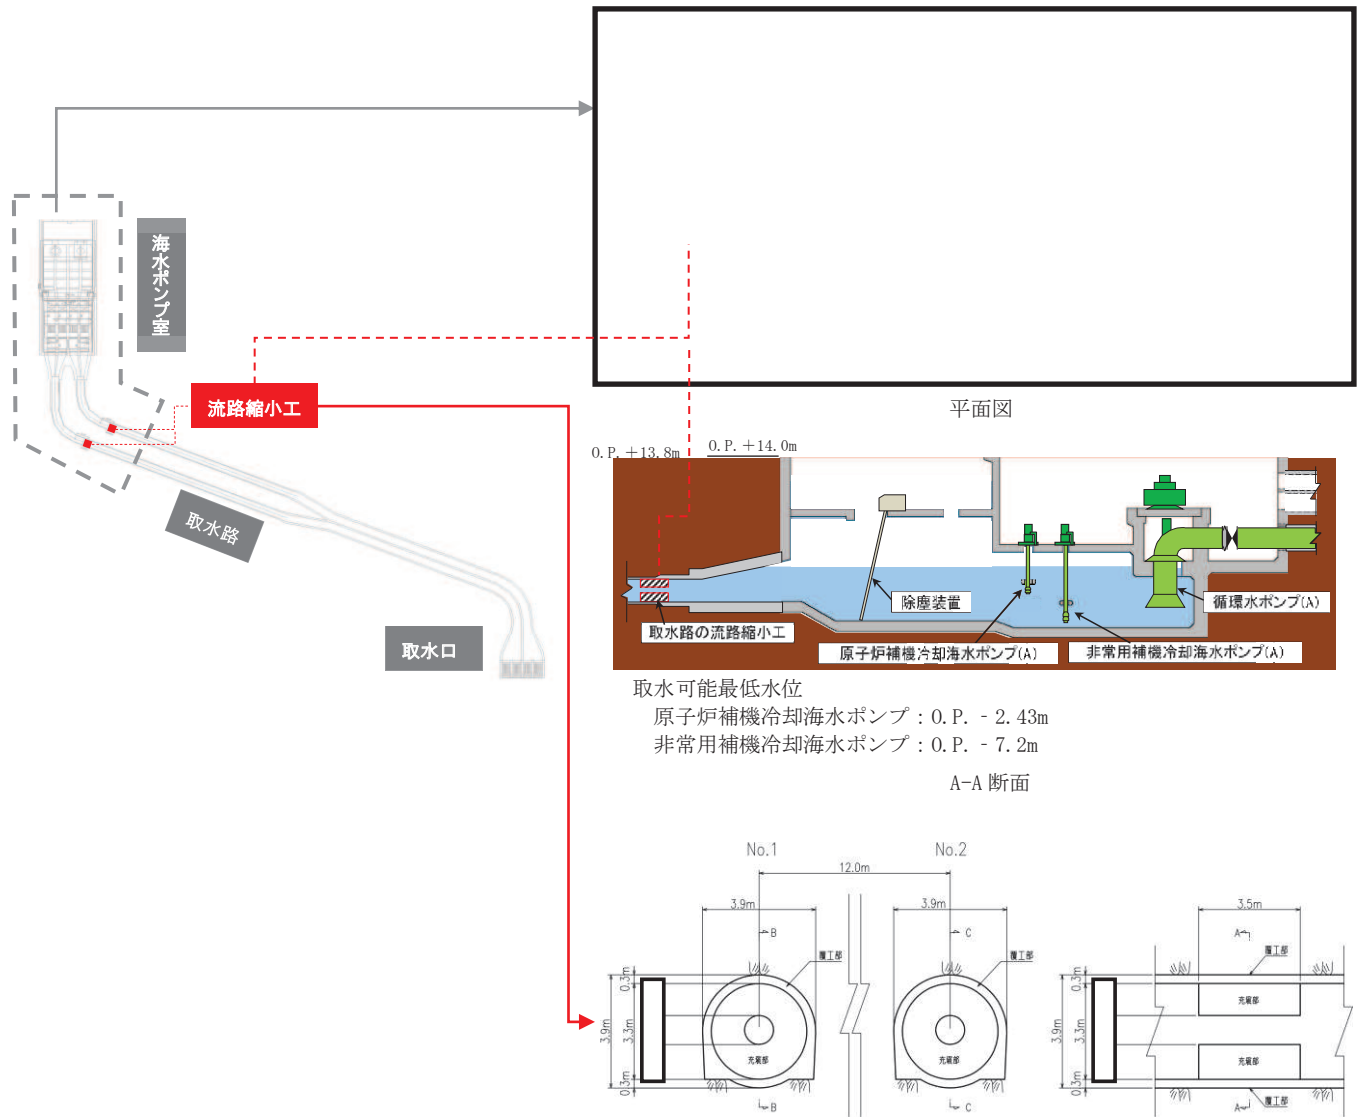 海水ポンプ室
流路縮小工
取水路
取水口
平面図
O.P.+13.8m
O.P.+14.0m
除塵装置
循環水ポンプ(A)
取水路の流路縮小工
原子炉補機冷却海水ポンプ(A)
非常用補機冷却海水ポンプ(A)
取水可能最低水位
原子炉補機冷却海水ポンプ：O.P. - 2.43m
非常用補機冷却海水ポンプ：O.P. - 7.2m
A-A 断面
No.1
No.2
12.0m
3.9m
3.9m
3.5m
B
C
A
覆工部
覆工部
覆工部
0.3m
3.9m
3.3m
0.3m
充填部
0.3m
3.9m
3.3m
0.3m
充填部
充填部
B
C
A
覆工部